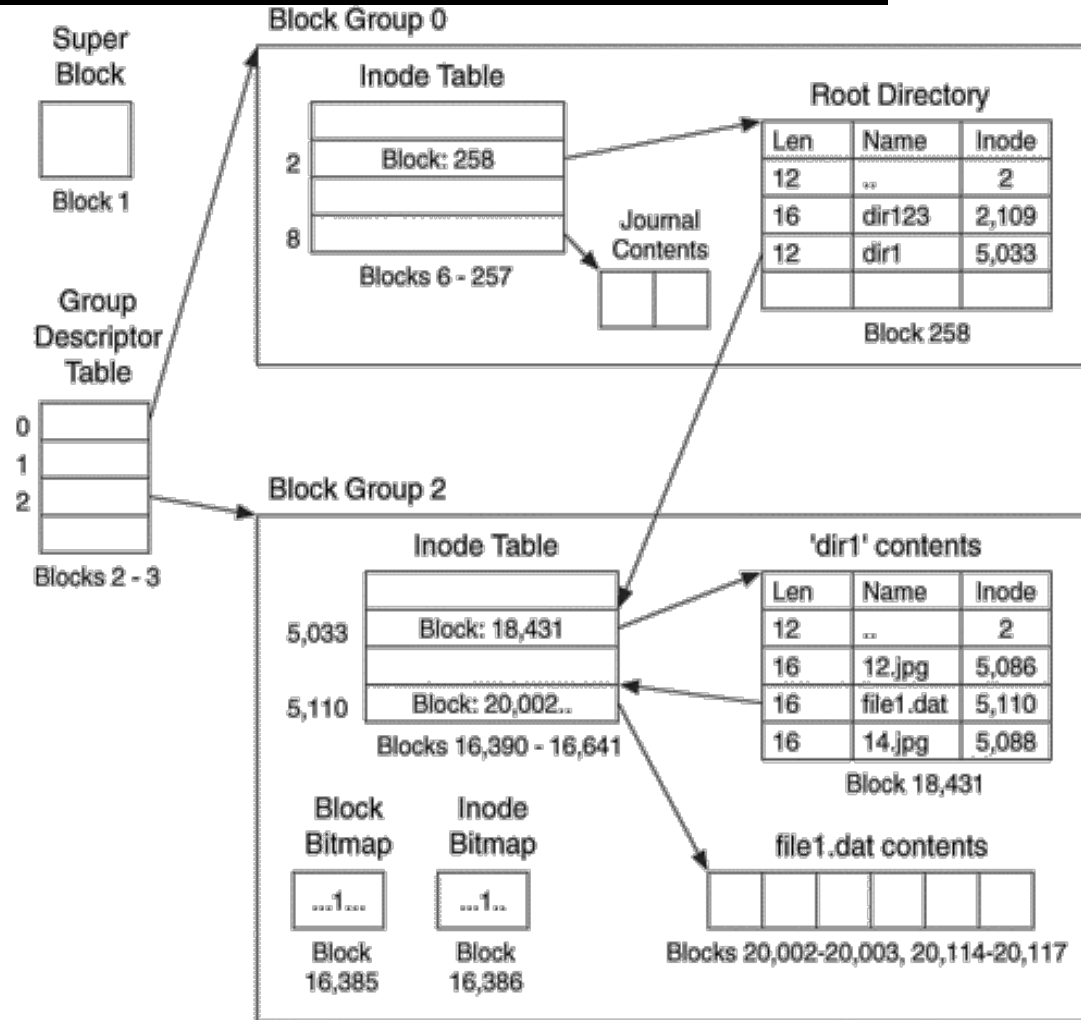 Super
Block
Block 1
Group
Descriptor
Table
0
1
2
Blocks 2 - 3
Block Group 0
Inode Table
2
Block: 258
8
Blocks 6 - 257
Journal
Contents
Root Directory
Len Name Inode
12 .. 2
16 dir123 2,109
12 dir1 5,033
Block 258
Block Group 2
Inode Table
5,033
Block: 18,431
5,110
Block: 20,002..
Blocks 16,390 - 16,641
'dir1' contents
Len Name Inode
12 .. 2
16 12.jpg 5,086
16 file1.dat 5,110
16 14.jpg 5,088
Block 18,431
Block
Bitmap
...1...
Block
16,385
Inode
Bitmap
...1..
Block
16,386
file1.dat contents
Blocks 20,002-20,003, 20,114-20,117